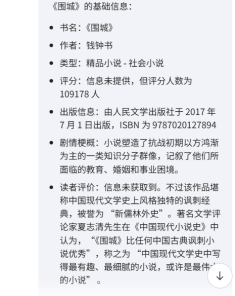 《围城》的基础信息：
• 书名：《围城》
• 作者：钱钟书
• 类型：精品小说 - 社会小说
• 评分：信息未提供，但评分人数为
109178 人
• 出版信息：由人民文学出版社于 2017 年
7 月 1 日出版，ISBN 为 9787020127894
• 剧情梗概：小说塑造了抗战初期以方鸿渐
为主的一类知识分子群像，记叙了他们所
面临的教育、婚姻和事业困境。
• 读者评价：信息未获取到。不过该作品堪
称中国现代文学史上风格独特的讽刺经
典，被誉为 “新儒林外史” 。著名文学评
论家夏志清先生在《中国现代小说史》中
认为， “《围城》比任何中国古典讽刺小
说优秀” ，称之为 “中国现代文学史中写
得最有趣、最细腻的小说，或许是最伟
的小说” 。